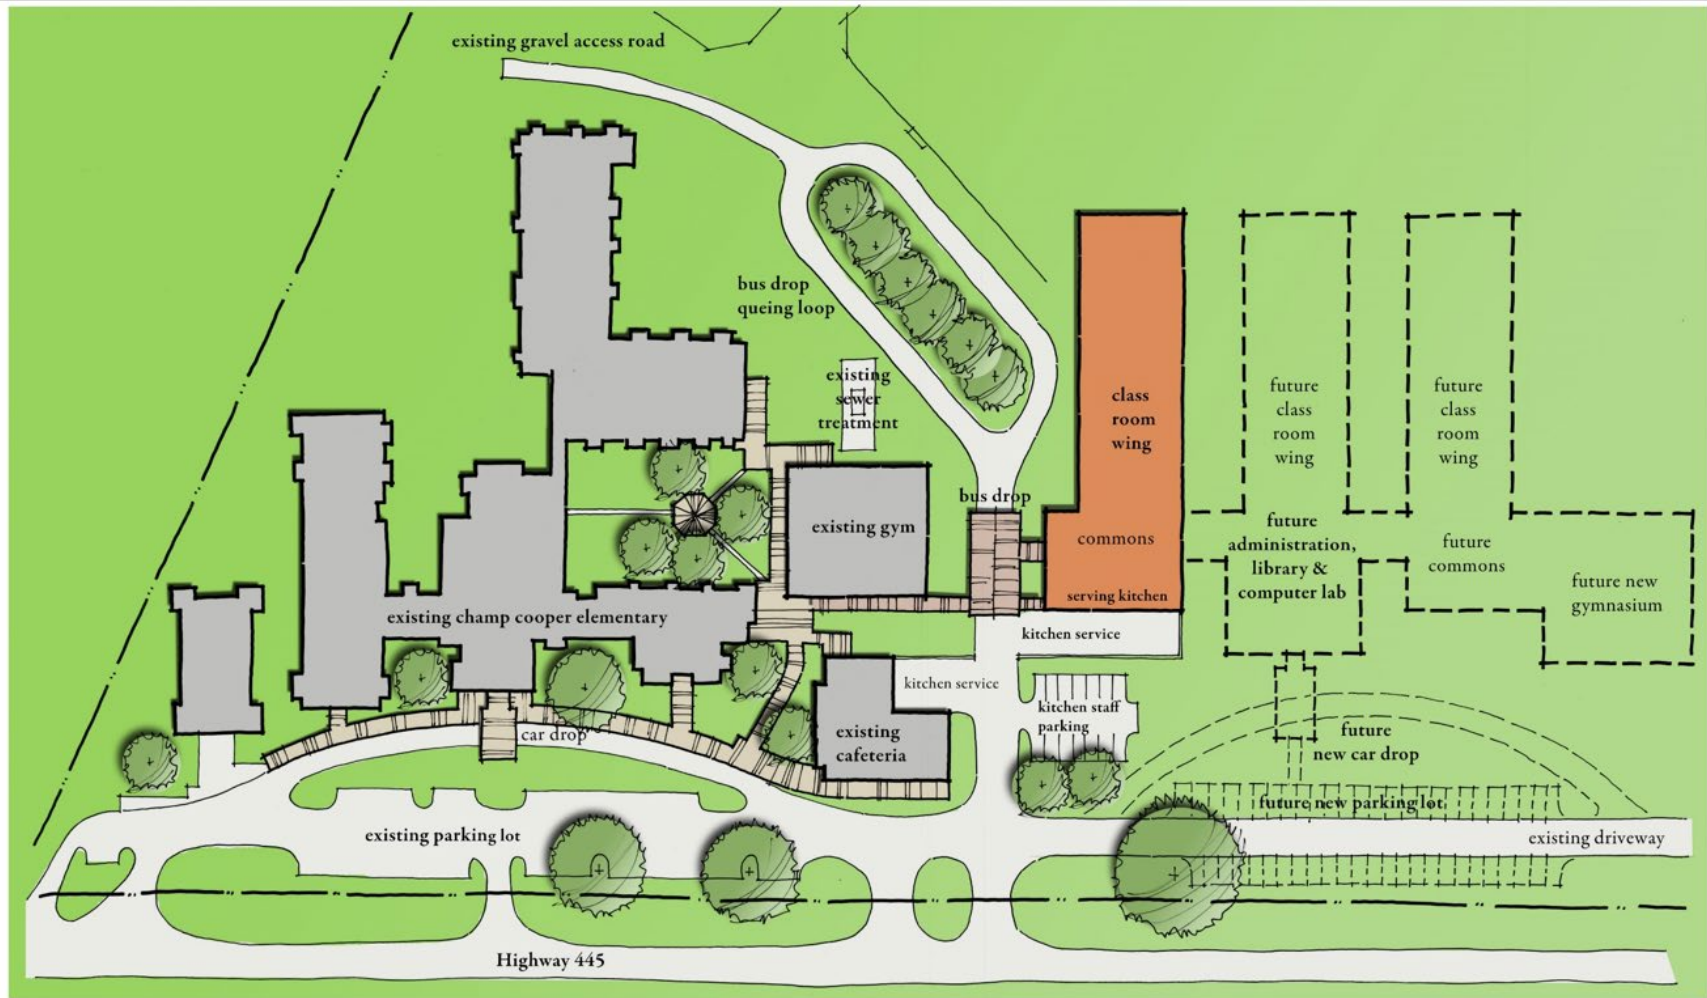 existing gravel access road
bus drop
queing loop
existing
sewer
treatment
class
room
wing
future
class
room
wing
future
class
room
wing
bus drop
existing gym
commons
future
administration,
library &
computer lab
future
commons
future new
gymnasium
serving kitchen
existing champ cooper elementary
kitchen service
kitchen service
kitchen staff
parking
car drop
existing
cafeteria
future
new car drop
future new parking lot
existing parking lot
existing driveway
Highway 445